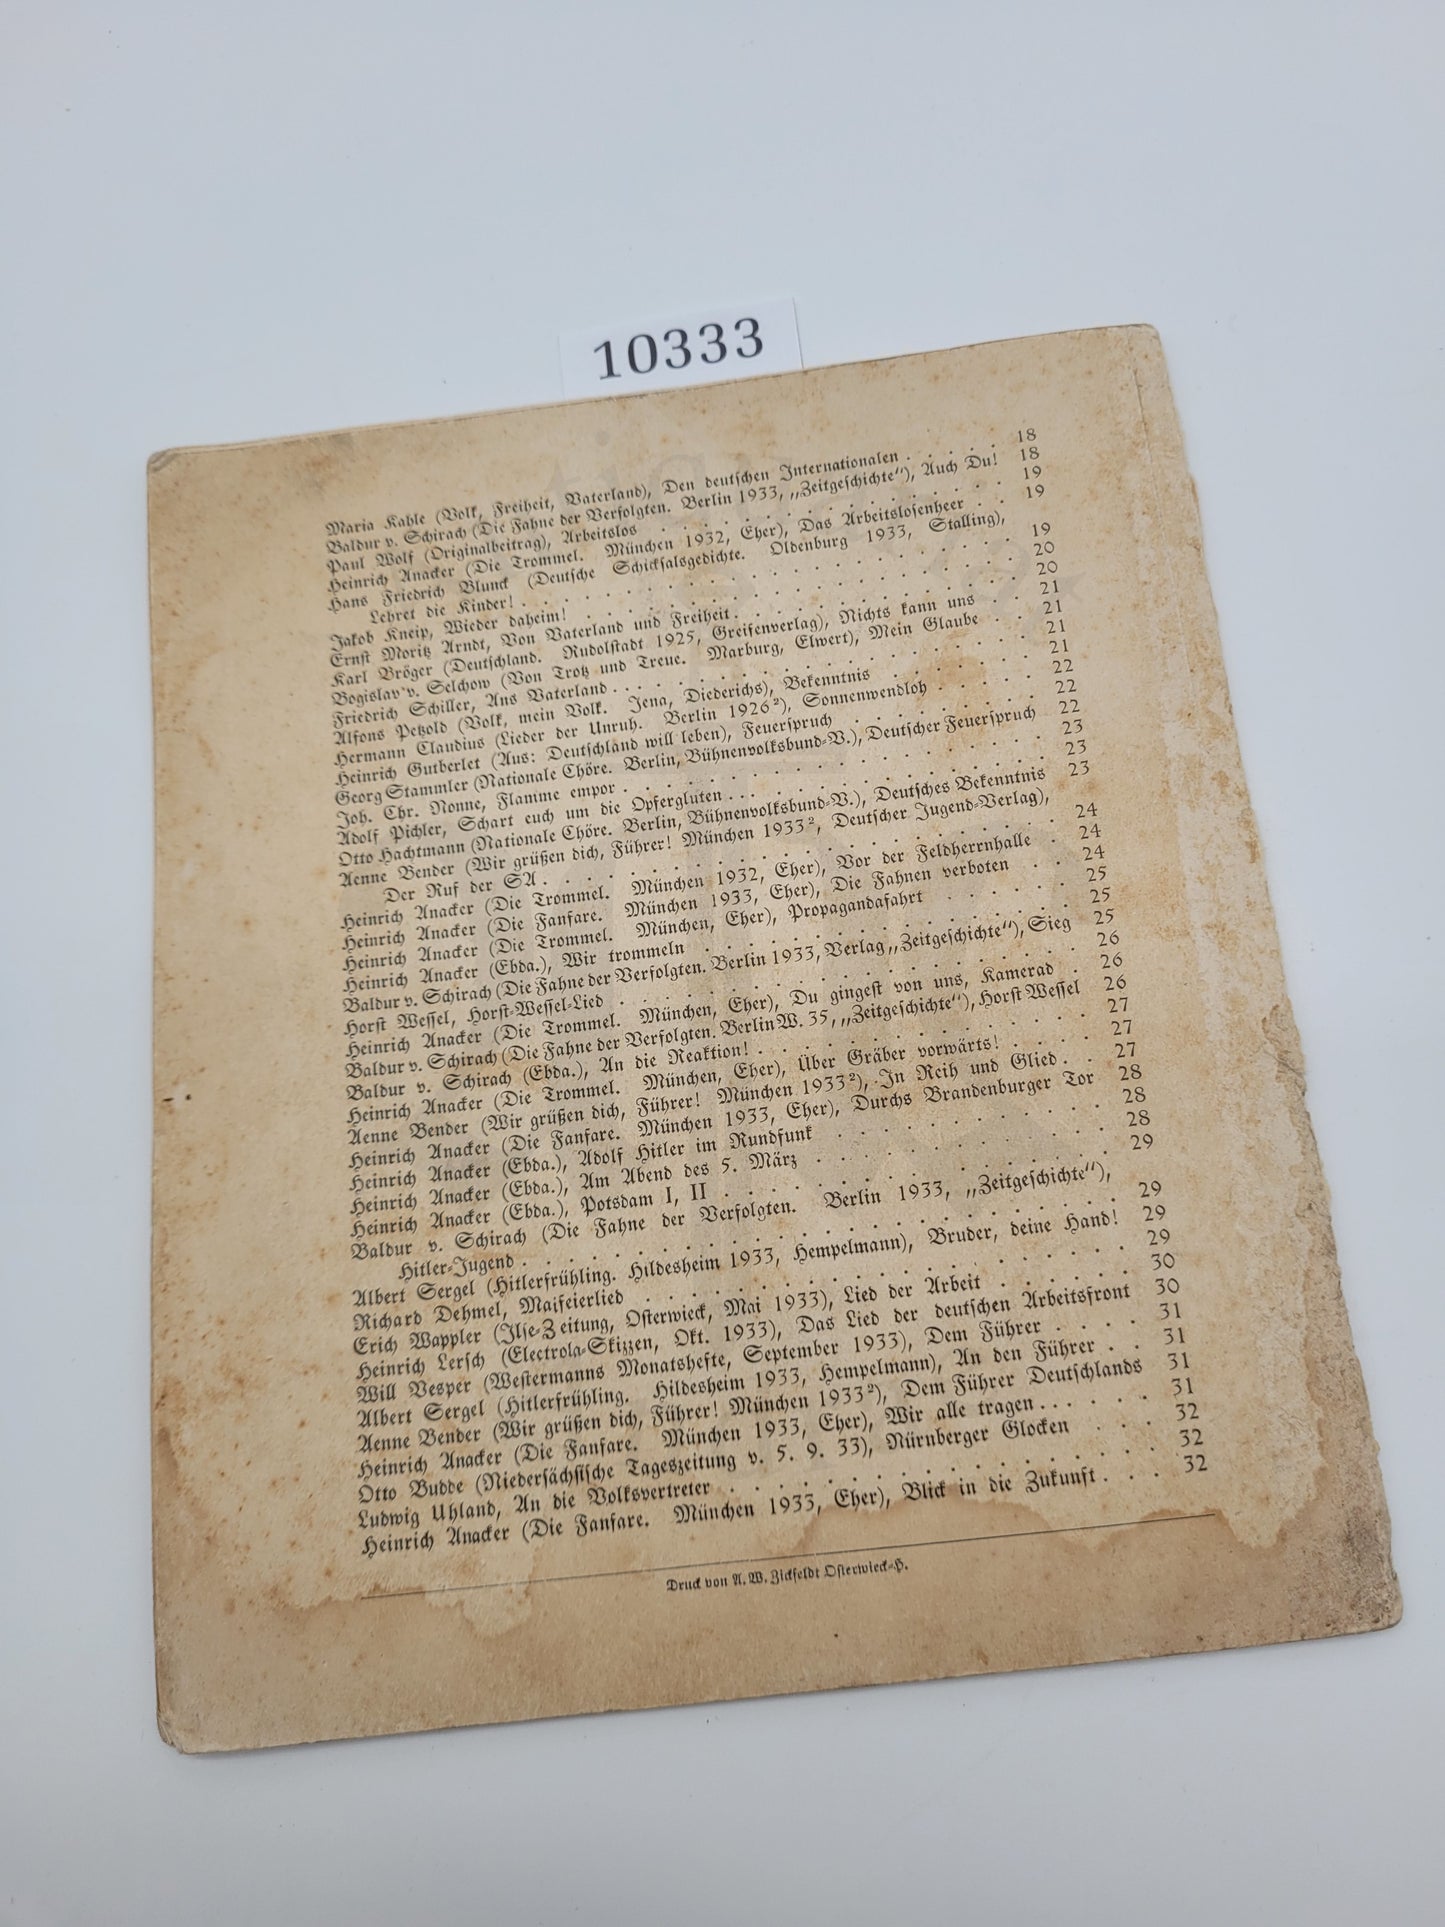 10333
Maria Kahle (Volk, Freiheit, Vaterland), Den deutschen Internationalen . . . . . 18
Baldur v. Schirach (Die Fahne der Verfolgten. Berlin 1933, „Zeitgeschichte“), Auch Du! 18
Paul Wolf (Originalbeitrag), Arbeitslos . . . . . . . . . . . . . . 19
Heinrich Anacker (Die Trommel. München 1932, Eher), Das Arbeitslosenheer . . 19
Hans Friedrich Blunck (Deutsche Schicksalsgedichte. Oldenburg 1933, Stalling),
Lehret die Kinder! . . . . . . . . . . . . . . . . . . . 19
Jakob Kneip, Wieder daheim! . . . . . . . . . . . . . . . . . 20
Ernst Moritz Arndt, Von Vaterland und Freiheit . . . . . . . . . . . . 20
Karl Bröger (Deutschland. Rudolstadt 1925, Greifenverlag), Nichts kann uns . . 21
Bogislav v. Selchow (Von Trotz und Treue. Marburg, Elwert), Mein Glaube . . 21
Friedrich Schiller, Ans Vaterland . . . . . . . . . . . . . . . . 21
Alfons Petzold (Volk, mein Volk. Jena, Diederichs), Bekenntnis . . . . . . . 21
Hermann Claudius (Lieder der Unruh. Berlin 1926²), Sonnenwendloh . . . . . 22
Heinrich Gutberlet (Aus: Deutschland will leben), Feuerspruch . . . . . . . . 22
Georg Stammler (Nationale Chöre. Berlin, Bühnenvolksbund-V.), Deutscher Feuerspruch 22
Joh. Chr. Nonne, Flamme empor . . . . . . . . . . . . . . . . 23
Adolf Pichler, Schart euch um die Opfergluten . . . . . . . . . . . . . 23
Otto Hachtmann (Nationale Chöre. Berlin, Bühnenvolksbund-V.), Deutsches Bekenntnis 23
Aenne Bender (Wir grüßen dich, Führer! München 1933², Deutscher Jugend-Verlag),
Der Ruf der SA . . . . . . . . . . . . . . . . . . . . 24
Heinrich Anacker (Die Trommel. München 1932, Eher), Vor der Feldherrnhalle . 24
Heinrich Anacker (Die Fanfare. München 1933, Eher), Die Fahnen verboten . . 24
Heinrich Anacker (Die Trommel. München, Eher), Propagandafahrt . . . . . . 25
Heinrich Anacker (Ebda.), Wir trommeln . . . . . . . . . . . . . . 25
Baldur v. Schirach (Die Fahne der Verfolgten. Berlin 1933, Verlag „Zeitgeschichte“), Sieg 25
Horst Wessel, Horst-Wessel-Lied . . . . . . . . . . . . . . . . . 26
Heinrich Anacker (Die Trommel. München, Eher), Du gingest von uns, Kamerad . 26
Baldur v. Schirach (Die Fahne der Verfolgten. Berlin W. 35, „Zeitgeschichte“), Horst Wessel 26
Baldur v. Schirach (Ebda.), An die Reaktion! . . . . . . . . . . . . . 27
Heinrich Anacker (Die Trommel. München, Eher), Über Gräber vorwärts! . . . . 27
Aenne Bender (Wir grüßen dich, Führer! München 1933²), In Reih und Glied . . 27
Heinrich Anacker (Die Fanfare. München 1933, Eher), Durchs Brandenburger Tor 28
Heinrich Anacker (Ebda.), Adolf Hitler im Rundfunk . . . . . . . . . . 28
Heinrich Anacker (Ebda.), Am Abend des 5. März . . . . . . . . . . . 28
Heinrich Anacker (Ebda.), Potsdam I, II . . . . . . . . . . . . . . 29
Baldur v. Schirach (Die Fahne der Verfolgten. Berlin 1933, „Zeitgeschichte“),
Hitler-Jugend . . . . . . . . . . . . . . . . . . . . . 29
Albert Sergel (Hitlerfrühling. Hildesheim 1933, Hempelmann), Bruder, deine Hand! 29
Richard Dehmel, Maifeierlied . . . . . . . . . . . . . . . . . 29
Erich Wappler (Ilse-Zeitung, Osterwieck, Mai 1933), Lied der Arbeit . . . . . . 30
Heinrich Lersch (Electrola-Skizzen, Okt. 1933), Das Lied der deutschen Arbeitsfront 30
Will Vesper (Westermanns Monatshefte, September 1933), Dem Führer . . . . 31
Albert Sergel (Hitlerfrühling. Hildesheim 1933, Hempelmann), An den Führer . . 31
Aenne Bender (Wir grüßen dich, Führer! München 1933²), Dem Führer Deutschlands 31
Heinrich Anacker (Die Fanfare. München 1933, Eher), Wir alle tragen . . . . . . 31
Otto Budde (Niedersächsische Tageszeitung v. 5. 9. 33), Nürnberger Glocken . . . 32
Ludwig Uhland, An die Volksvertreter . . . . . . . . . . . . . . . 32
Heinrich Anacker (Die Fanfare. München 1933, Eher), Blick in die Zukunft . . . 32
Druck von A. W. Zickfeldt Osterwieck-H.